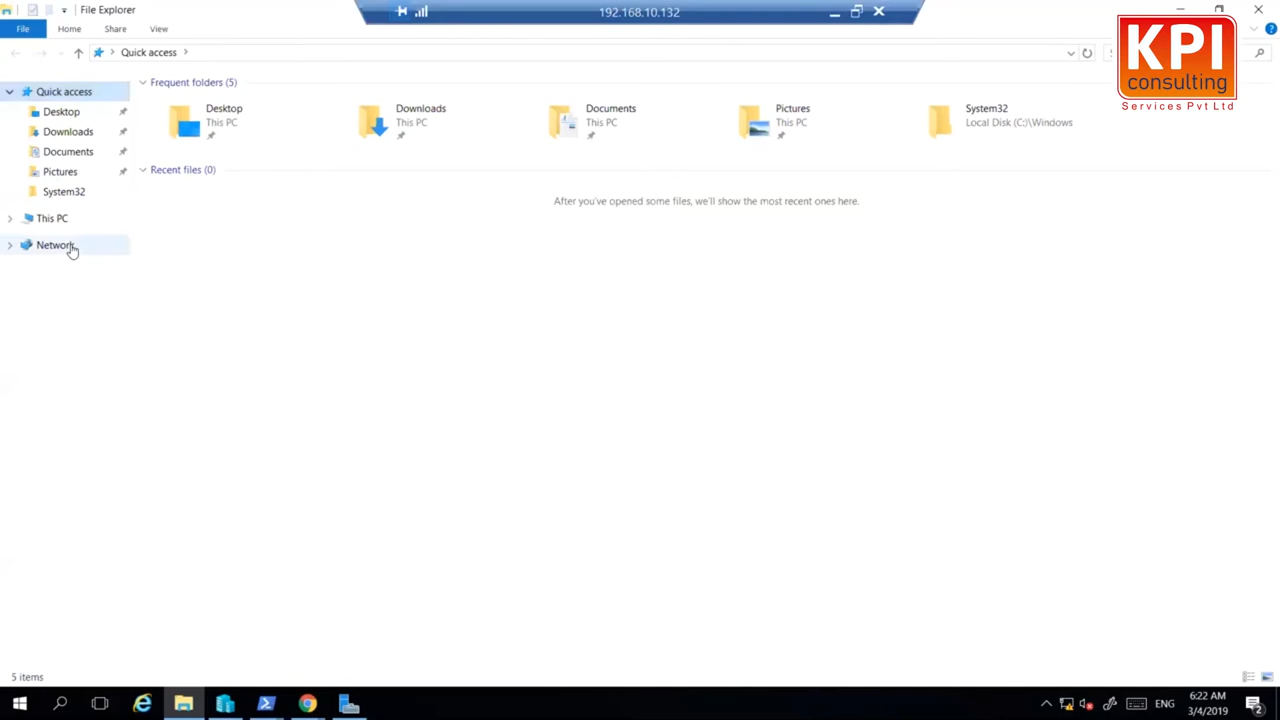 File Explorer
192.168.10.132
File
Home
Share
View
Quick access
KPI
consulting
Services Pvt Ltd
Quick access
Desktop
Downloads
Documents
Pictures
System32
This PC
Network
Frequent folders (5)
Desktop
This PC
Downloads
This PC
Documents
This PC
Pictures
This PC
System32
Local Disk (C:)\Windows
Recent files (0)
After you've opened some files, we'll show the most recent ones here.
5 items
ENG
6:22 AM
3/4/2019
2